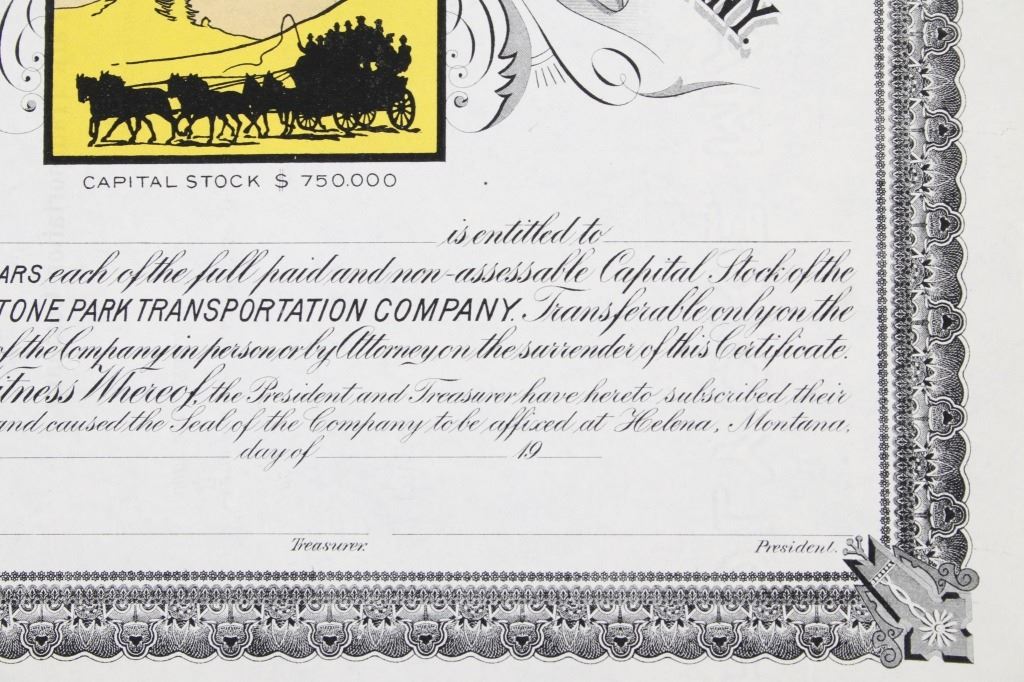 NY.
CAPITAL STOCK $ 750.000
is entitled to
ARS each of the full paid and non-assessable Capital Stock of the
TONE PARK TRANSPORTATION COMPANY. Transferable only on the
of the Company in person or by Attorney on the surrender of this Certificate.
itness Whereof, the President and Treasurer have hereto subscribed their
and caused the Seal of the Company to be affixed at Helena, Montana,
day of 19
Treasurer. President.